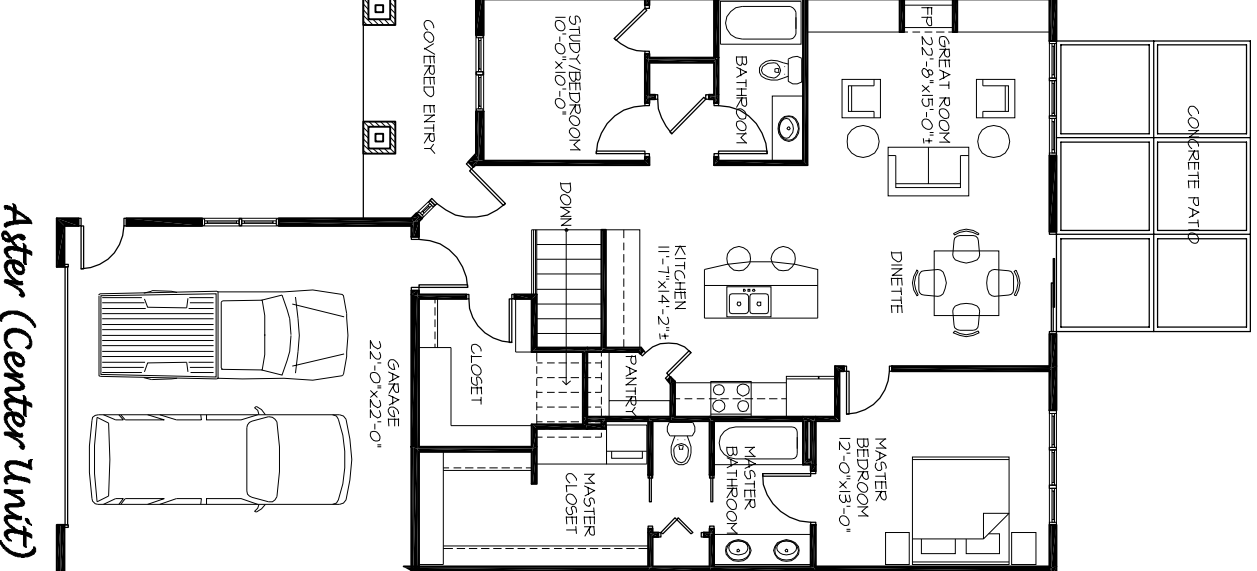 COVERED ENTRY
STUDY/BEDROOM
10'-0"x10'-0"
BATHROOM
FP
GREAT ROOM
22'-8"x15'-0"±
CONCRETE PATIO
DOWN
KITCHEN
11'-7"x14'-2"±
DINETTE
GARAGE
22'-0"x22'-0"
CLOSET
PANTRY
MASTER
CLOSET
MASTER
BATHROOM
MASTER
BEDROOM
12'-0"x13'-0"
Aster (Center Unit)